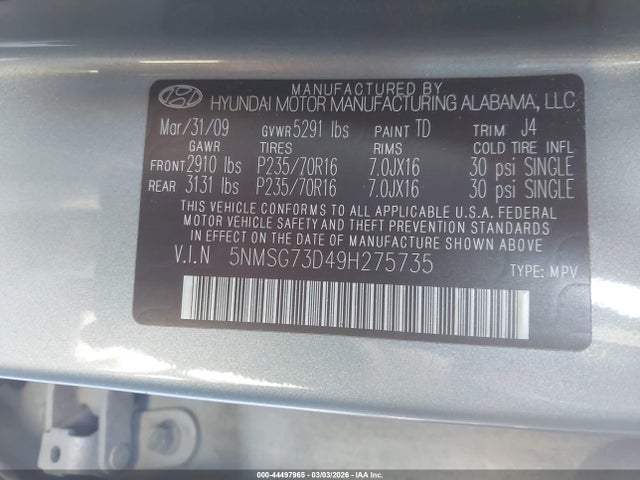 MANUFACTURED BY
HYUNDAI MOTOR MANUFACTURING ALABAMA, LLC
Mar/31/09 GVWR 5291 lbs PAINT TD TRIM J4
GAWR TIRES RIMS COLD TIRE INFL
FRONT 2910 lbs P235/70R16 7.0JX16 30 psi SINGLE
REAR 3131 lbs P235/70R16 7.0JX16 30 psi SINGLE
THIS VEHICLE CONFORMS TO ALL APPLICABLE U.S.A. FEDERAL
MOTOR VEHICLE SAFETY AND THEFT PREVENTION STANDARDS
IN EFFECT ON THE DATE OF MANUFACTURE SHOWN ABOVE.
V.I.N 5NMSG73D49H275735
TYPE: MPV
000-44497965 | 03/03/2026 - Copyright © IAA, LLC